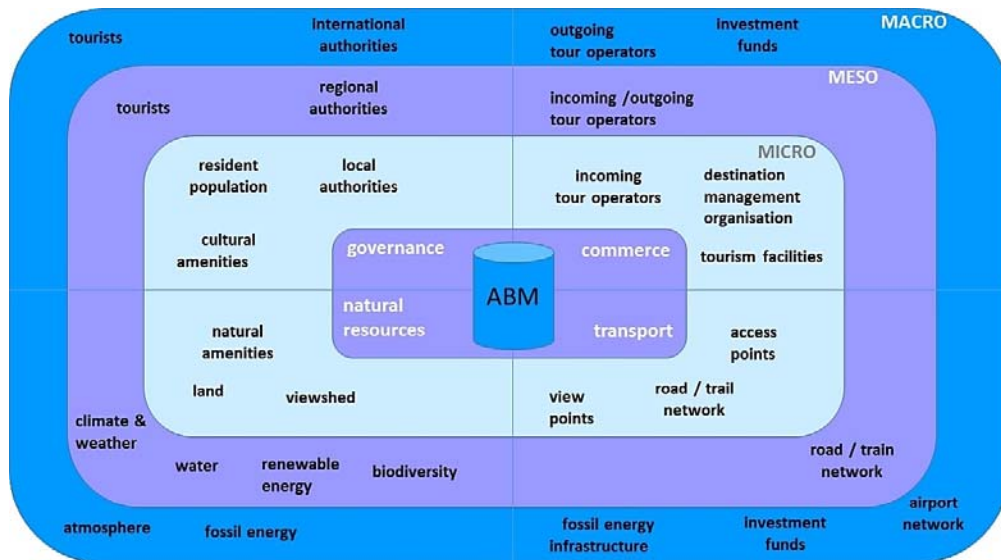 tourists
international
authorities
outgoing
tour operators
investment
funds
MACRO
MESO
tourists
regional
authorities
incoming /outgoing
tour operators
MICRO
resident
population
local
authorities
incoming
tour operators
destination
management
organisation
cultural
amenities
governance
commerce
tourism facilities
ABM
natural
resources
transport
natural
amenities
access
points
land
viewshed
view
points
road / trail
network
climate &
weather
water
renewable
energy
biodiversity
road / train
network
atmosphere
fossil energy
fossil energy
infrastructure
investment
funds
airport
network